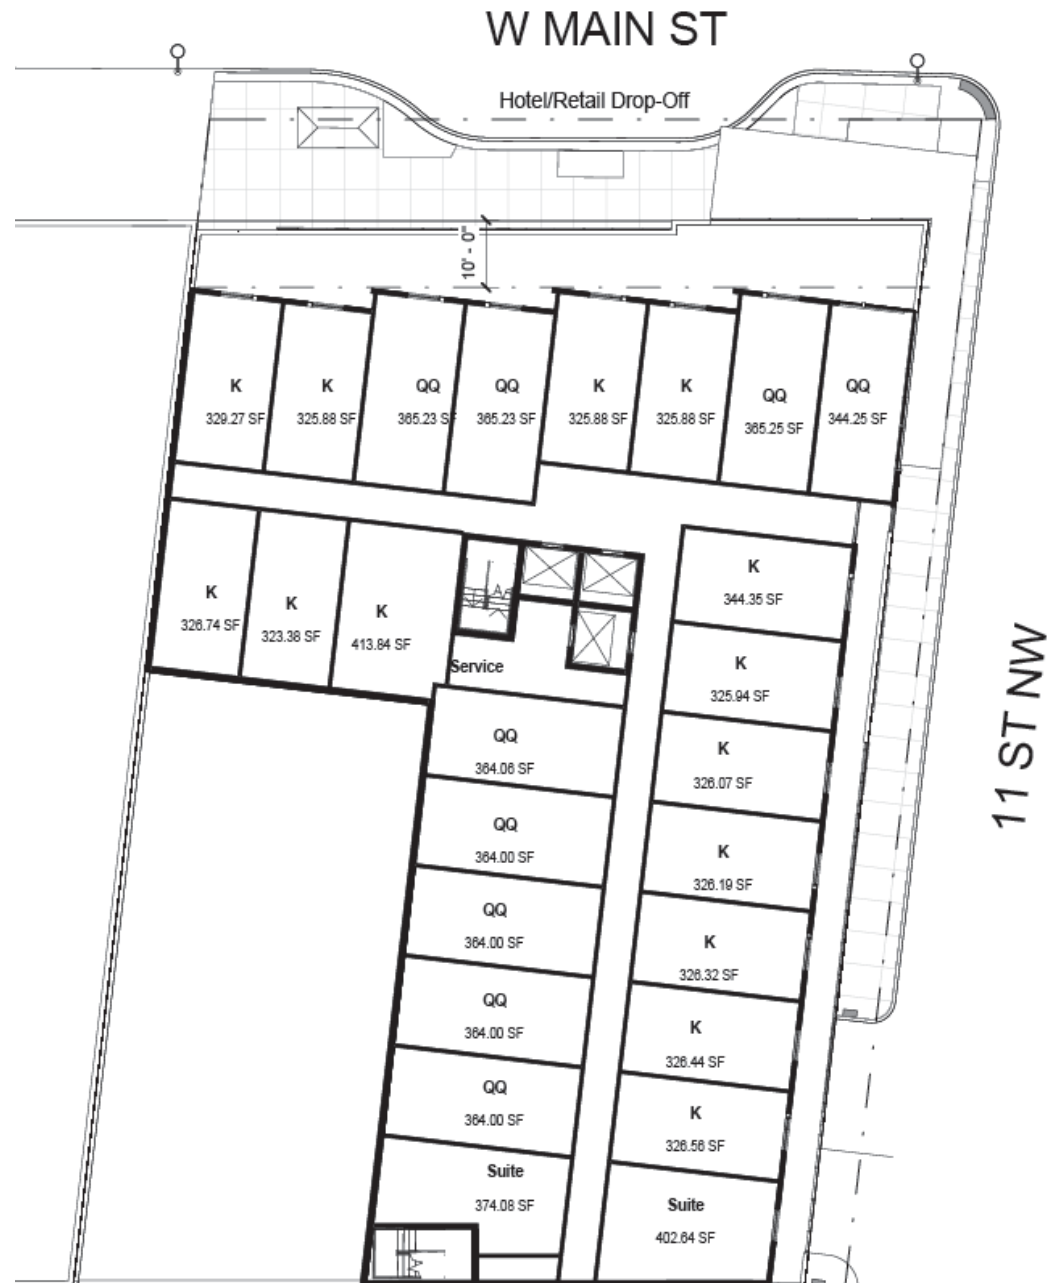 W MAIN ST
Hotel/Retail Drop-Off
10' - 0"
K
329.27 SF
K
325.88 SF
QQ
365.23 SF
QQ
365.23 SF
K
325.88 SF
K
325.88 SF
QQ
365.25 SF
QQ
344.25 SF
K
326.74 SF
K
323.38 SF
K
413.84 SF
Service
K
344.35 SF
K
325.94 SF
11 ST NW
QQ
364.06 SF
K
326.07 SF
QQ
364.00 SF
K
326.19 SF
QQ
364.00 SF
K
326.32 SF
QQ
364.00 SF
K
326.44 SF
QQ
364.00 SF
K
326.56 SF
Suite
374.08 SF
Suite
402.64 SF